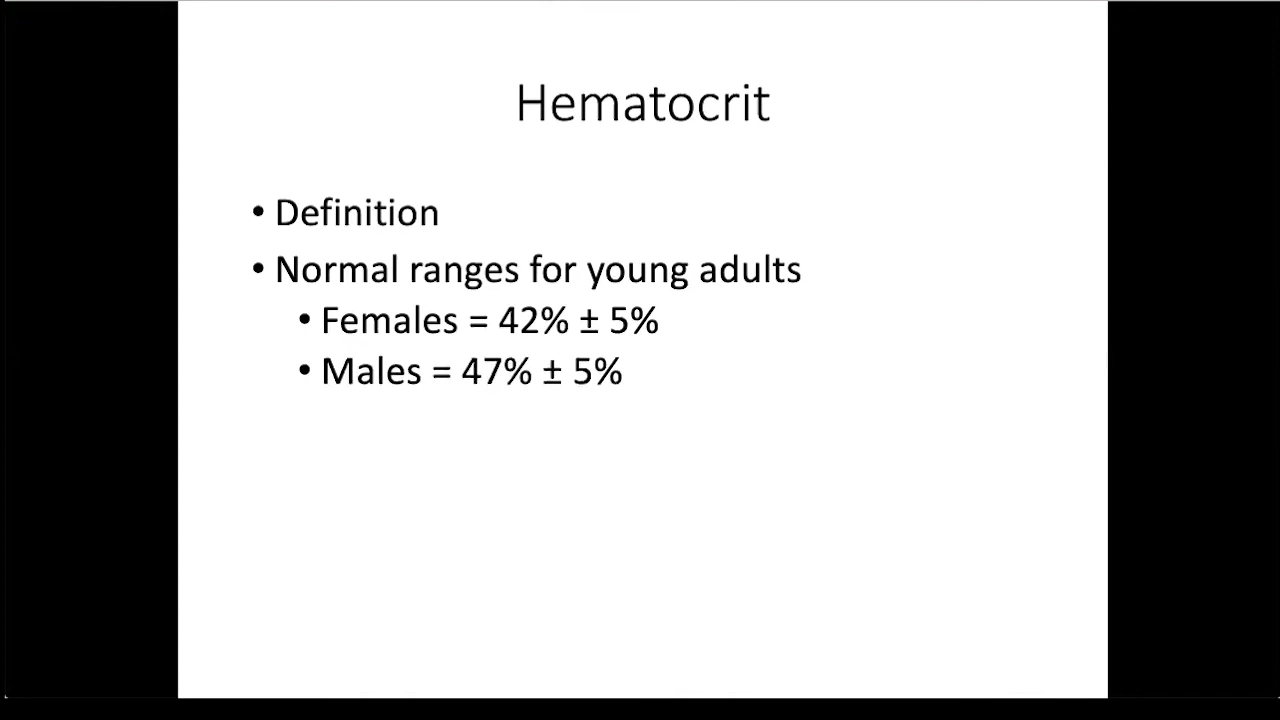 Hematocrit
• Definition
• Normal ranges for young adults
• Females = 42% ± 5%
• Males = 47% ± 5%